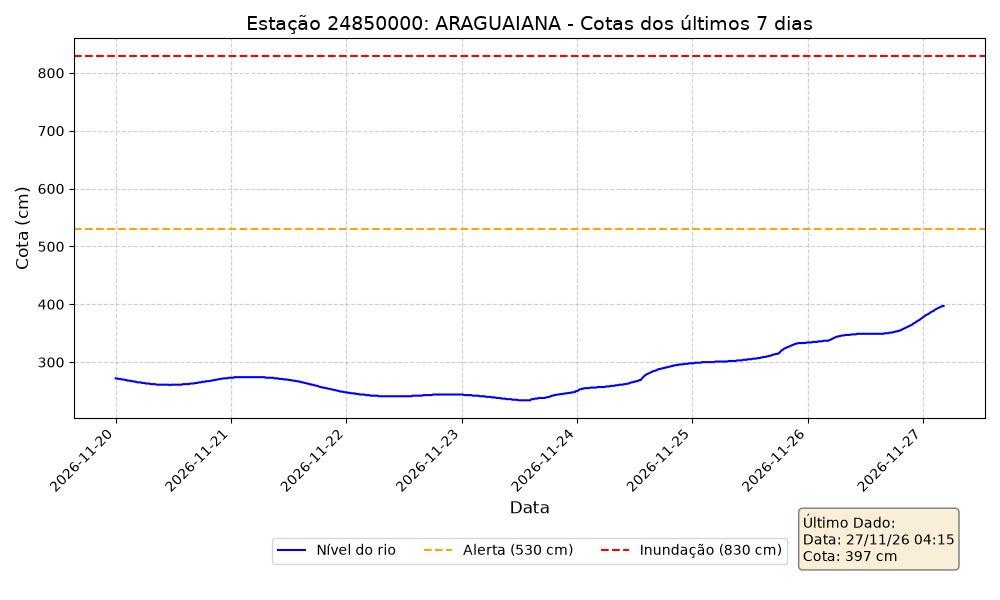 Estação 24850000: ARAGUAIANA - Cotas dos últimos 7 dias
Cota (cm)
800
700
600
500
400
300
2026-11-20
2026-11-21
2026-11-22
2026-11-23
2026-11-24
2026-11-25
2026-11-26
2026-11-27
Data
Nível do rio
Alerta (530 cm)
Inundação (830 cm)
Último Dado:
Data: 27/11/26 04:15
Cota: 397 cm